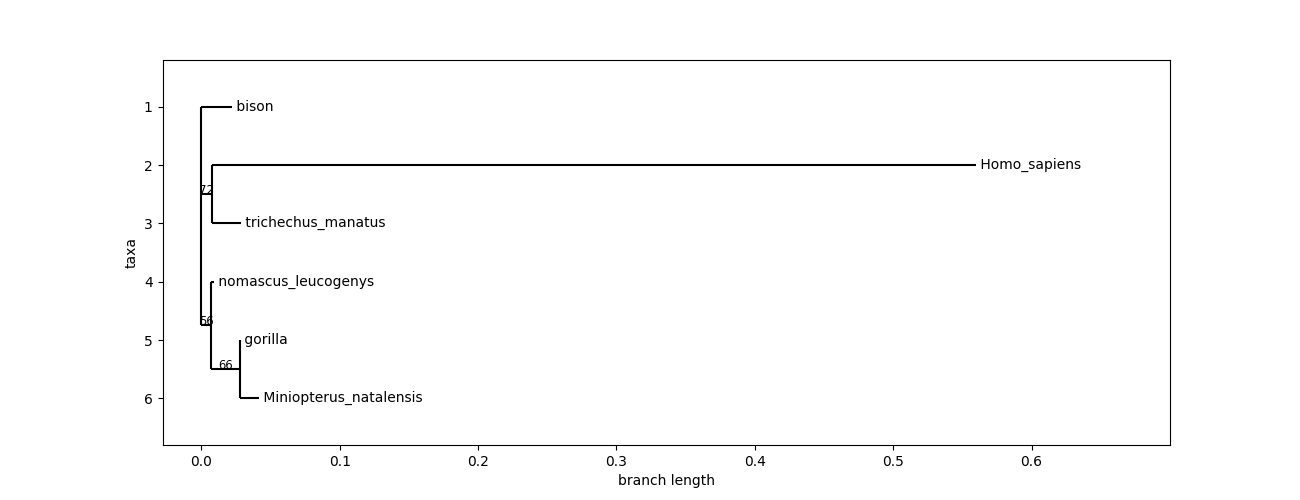 1
bison
2
Homo_sapiens
72
3
trichechus_manatus
taxa
4
nomascus_leucogenys
56
5
gorilla
66
6
Miniopterus_natalensis
0.0 0.1 0.2 0.3 0.4 0.5 0.6
branch length